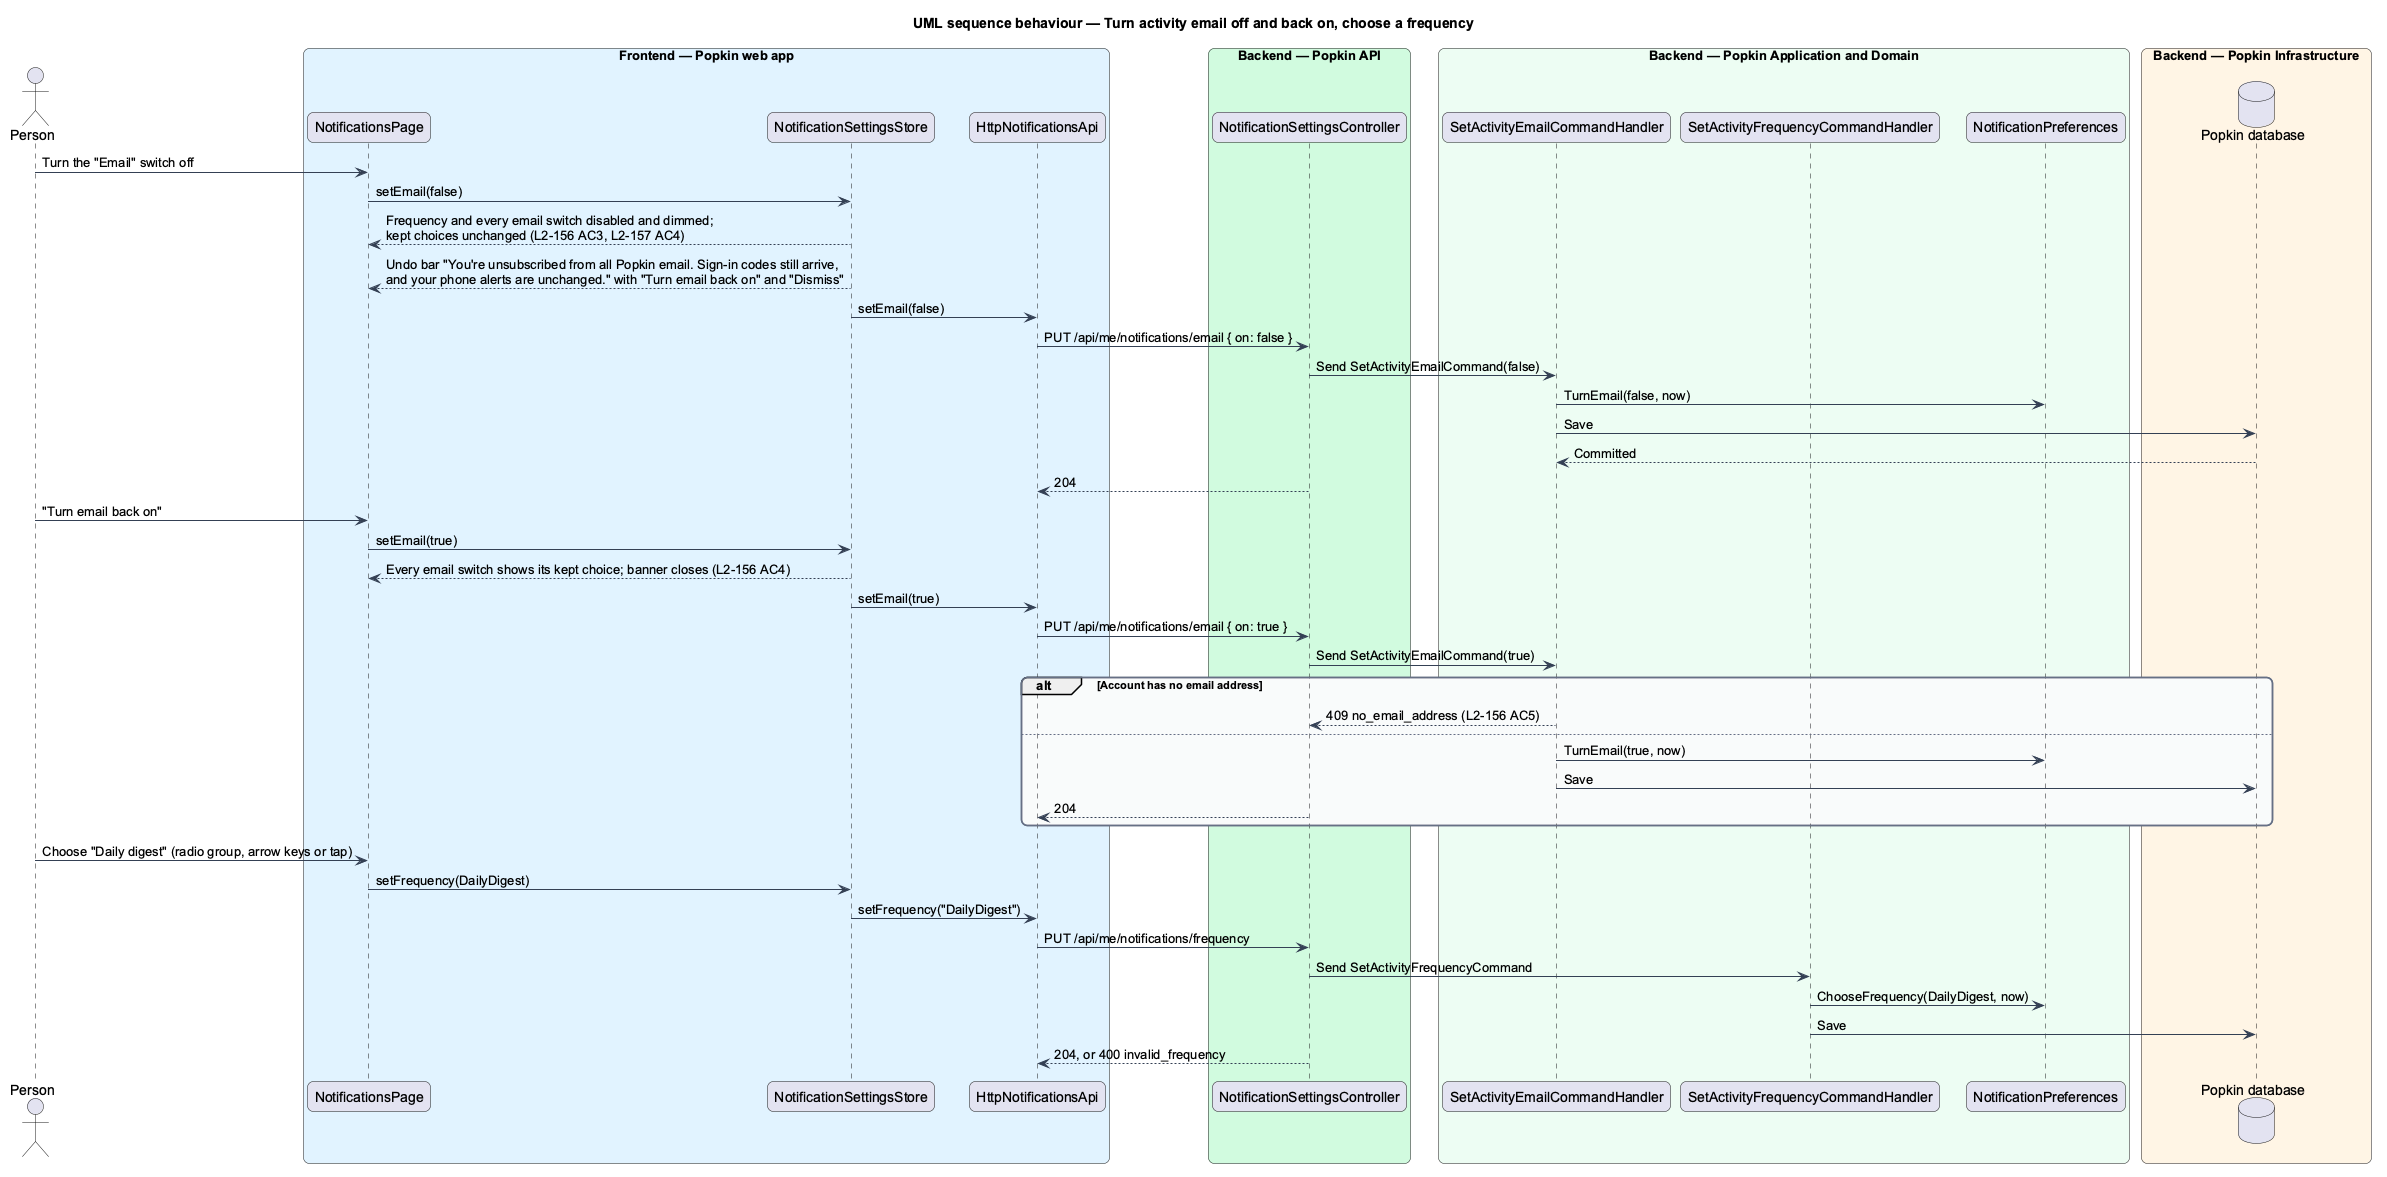 UML sequence behaviour — Turn activity email off and back on, choose a frequency
Frontend — Popkin web app
Backend — Popkin API
Backend — Popkin Application and Domain
Backend — Popkin Infrastructure
Person
NotificationsPage
NotificationSettingsStore
HttpNotificationsApi
NotificationSettingsController
SetActivityEmailCommandHandler
SetActivityFrequencyCommandHandler
NotificationPreferences
Popkin database
Turn the "Email" switch off
setEmail(false)
Frequency and every email switch disabled and dimmed;
kept choices unchanged (L2-156 AC3, L2-157 AC4)
Undo bar "You're unsubscribed from all Popkin email. Sign-in codes still arrive,
and your phone alerts are unchanged." with "Turn email back on" and "Dismiss"
setEmail(false)
PUT /api/me/notifications/email { on: false }
Send SetActivityEmailCommand(false)
TurnEmail(false, now)
Save
Committed
204
"Turn email back on"
setEmail(true)
Every email switch shows its kept choice; banner closes (L2-156 AC4)
setEmail(true)
PUT /api/me/notifications/email { on: true }
Send SetActivityEmailCommand(true)
alt
[Account has no email address]
409 no_email_address (L2-156 AC5)
TurnEmail(true, now)
Save
204
Choose "Daily digest" (radio group, arrow keys or tap)
setFrequency(DailyDigest)
setFrequency("DailyDigest")
PUT /api/me/notifications/frequency
Send SetActivityFrequencyCommand
ChooseFrequency(DailyDigest, now)
Save
204, or 400 invalid_frequency
Person
NotificationsPage
NotificationSettingsStore
HttpNotificationsApi
NotificationSettingsController
SetActivityEmailCommandHandler
SetActivityFrequencyCommandHandler
NotificationPreferences
Popkin database